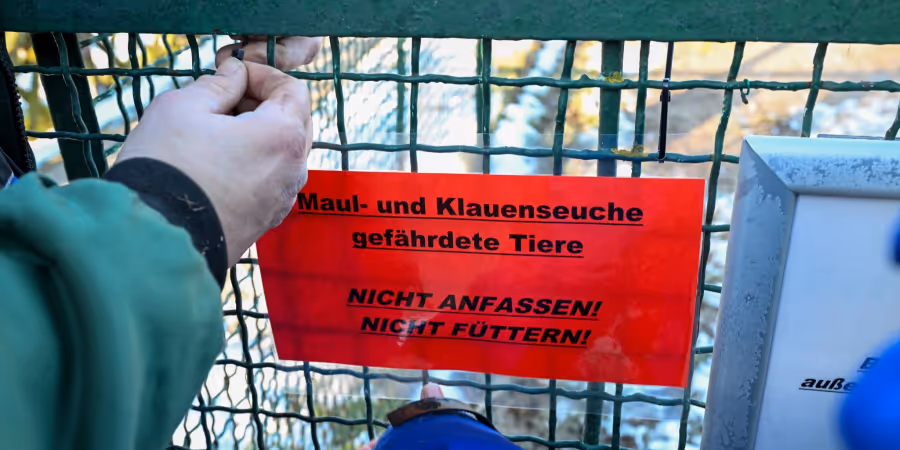 Maul- und Klauenseuche
gefährdete Tiere
NICHT ANFASSEN!
NICHT FÜTTERN!